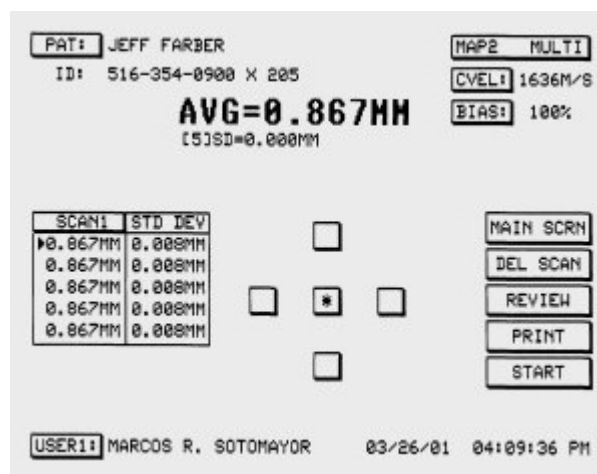 PAT: JEFF FARBER
MAP2 MULTI
ID: 516-354-0900 X 205
CVEL: 1636M/S
AVG=0.867MM
BIAS: 100%
[5]SD=0.000MM
SCAN1 STD DEV
0.867MM 0.008MM
0.867MM 0.008MM
0.867MM 0.008MM
0.867MM 0.008MM
0.867MM 0.008MM
*
MAIN SCRN
DEL SCAN
REVIEW
PRINT
START
USER1: MARCOS R. SOTOMAYOR 03/26/01 04:09:36 PM